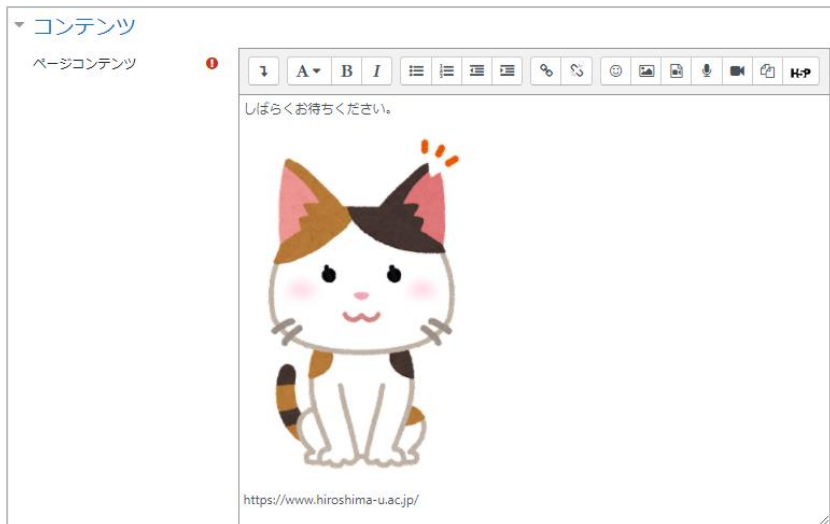 コンテンツ
ページコンテンツ
A B I H-P
しばらくお待ちください。
https://www.hiroshima-u.ac.jp/